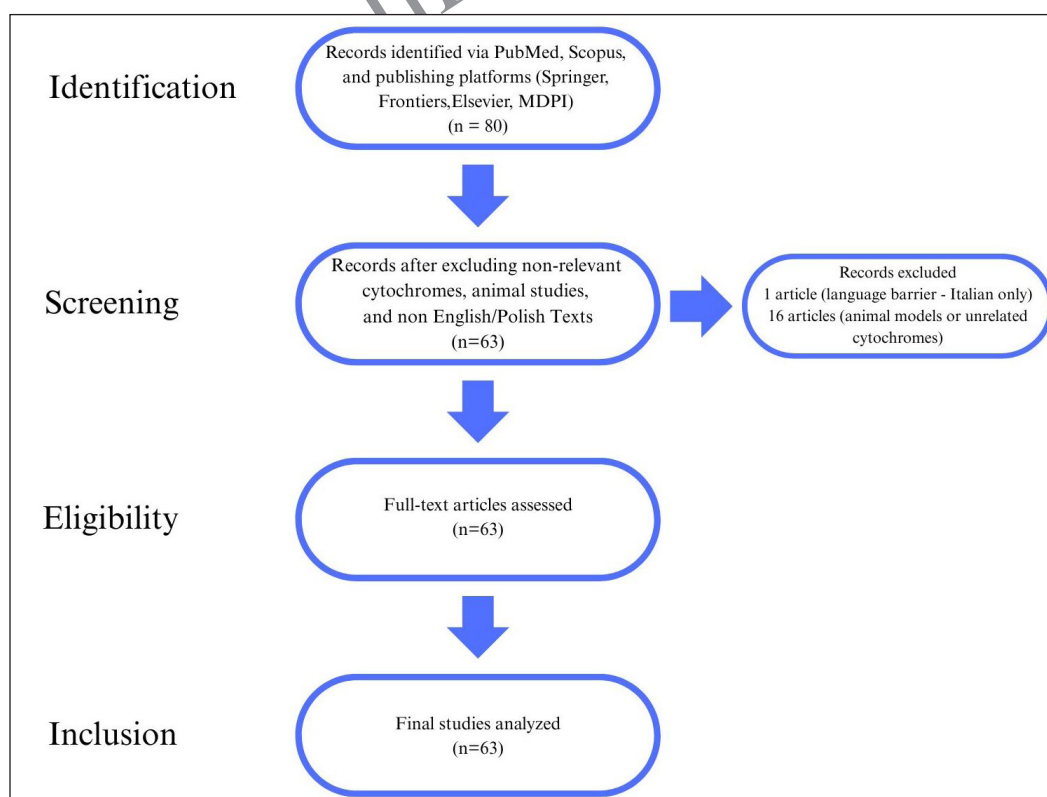 Identification
Records identified via PubMed, Scopus,
and publishing platforms (Springer,
Frontiers,Elsevier, MDPI)
(n = 80)
Screening
Records after excluding non-relevant
cytochromes, animal studies,
and non English/Polish Texts
(n=63)
Records excluded
1 article (language barrier - Italian only)
16 articles (animal models or unrelated
cytochromes)
Eligibility
Full-text articles assessed
(n=63)
Inclusion
Final studies analyzed
(n=63)